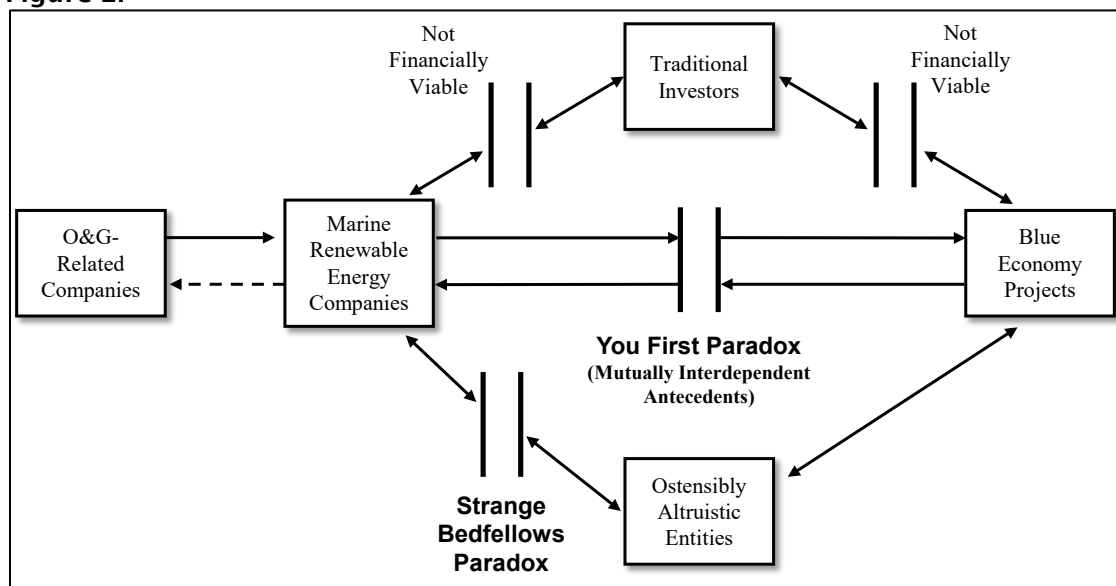 Figure 2.
Not
Financially
Viable
Traditional
Investors
Not
Financially
Viable
O&G-
Related
Companies
Marine
Renewable
Energy
Companies
Blue
Economy
Projects
You First Paradox
(Mutually Interdependent
Antecedents)
Strange
Bedfellows
Paradox
Ostensibly
Altruistic
Entities